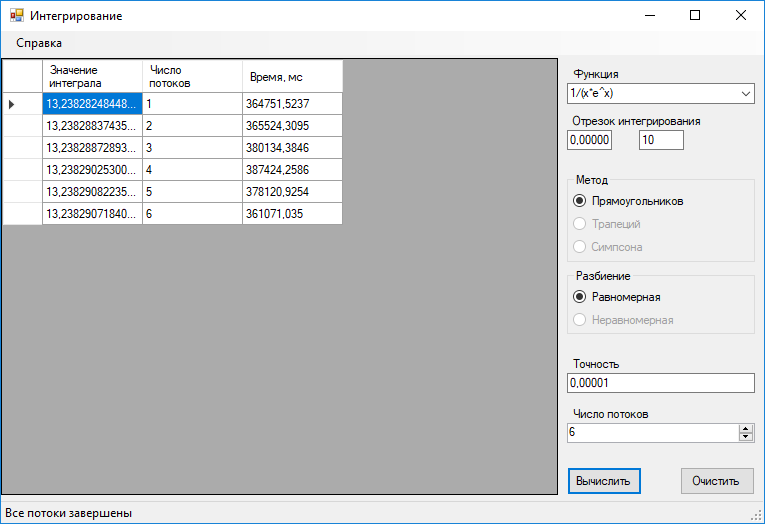 Интегрирование
Справка
Значение интеграла Число потоков Время, мс
13,23828248448... 1 364751,5237
13,23828837435... 2 365524,3095
13,23828872893... 3 380134,3846
13,23829025300... 4 387424,2586
13,23829082235... 5 378120,9254
13,23829071840... 6 361071,035
Функция
1/(x*e^x)
Отрезок интегрирования
0,00000 10
Метод
Прямоугольников
Трапеций
Симпсона
Разбиение
Равномерная
Неравномерная
Точность
0,00001
Число потоков
6
Вычислить Очистить
Все потоки завершены